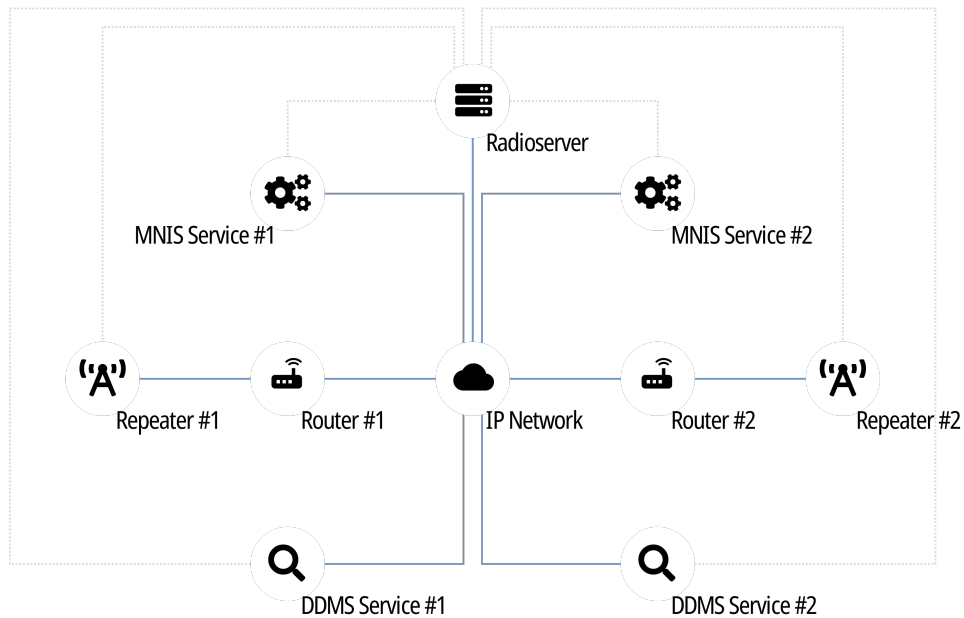 Radioserver
MNIS Service #1
MNIS Service #2
Repeater #1
Router #1
IP Network
Router #2
Repeater #2
DDMS Service #1
DDMS Service #2